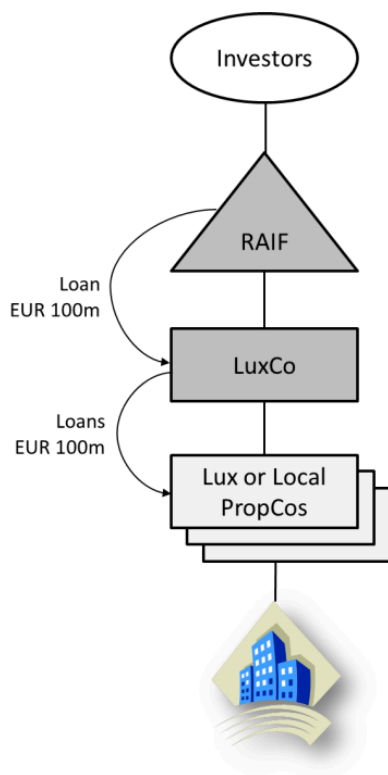 Investors
RAIF
Loan
EUR 100m
LuxCo
Loans
EUR 100m
Lux or Local
PropCos